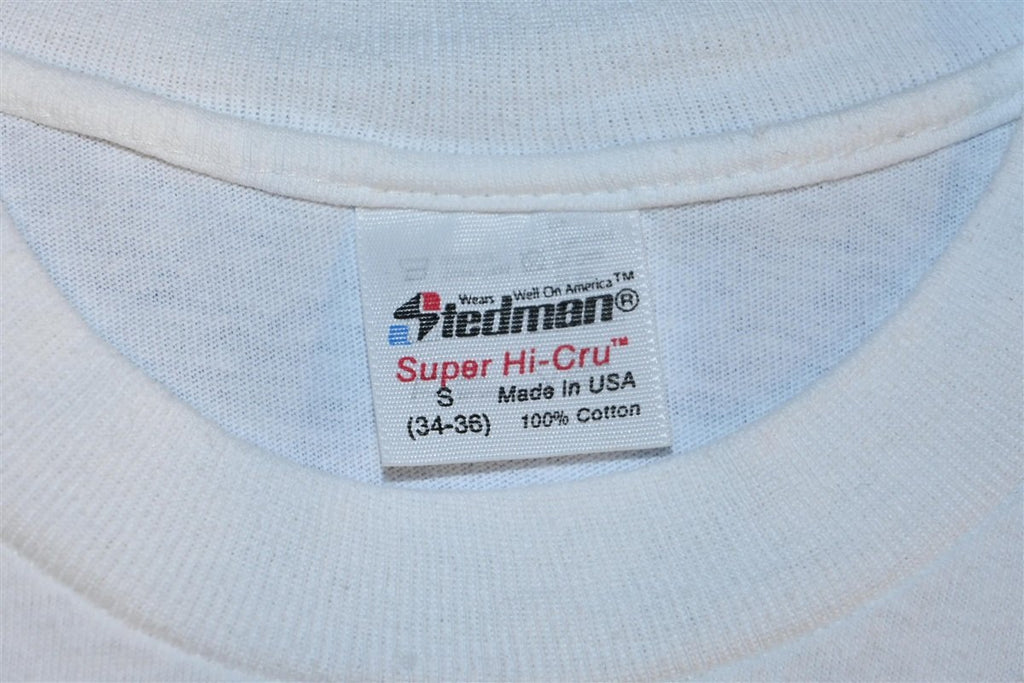 Wears Well On America™
Stedman®
Super Hi-Cru™
S Made In USA
(34-36) 100% Cotton